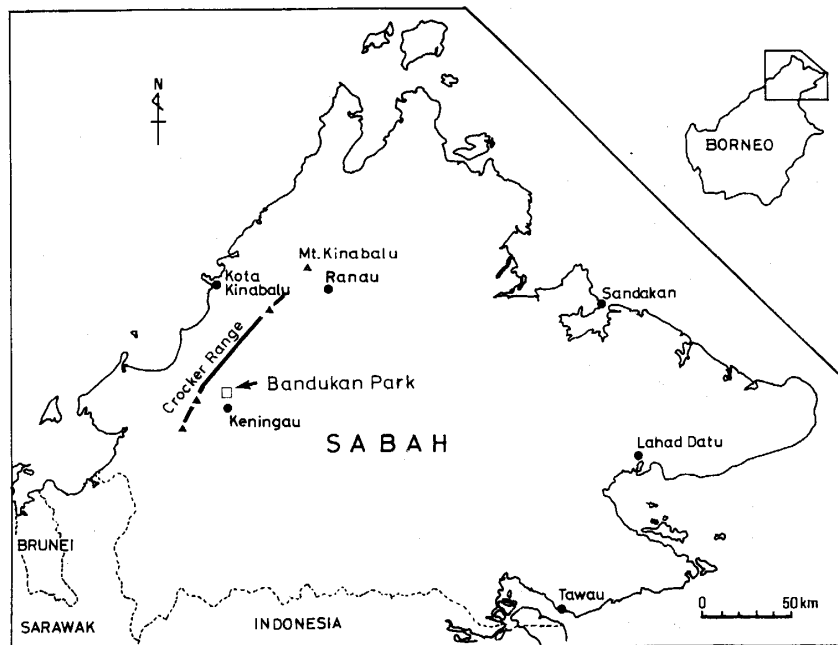 N
BORNEO
Mt. Kinabalu
Kota
Kinabalu
Ranau
Sandakan
Crocker Range
Bandukan Park
Keningau
SABAH
Lahad Datu
BRUNEI
Tawau
0 50km
SARAWAK
INDONESIA